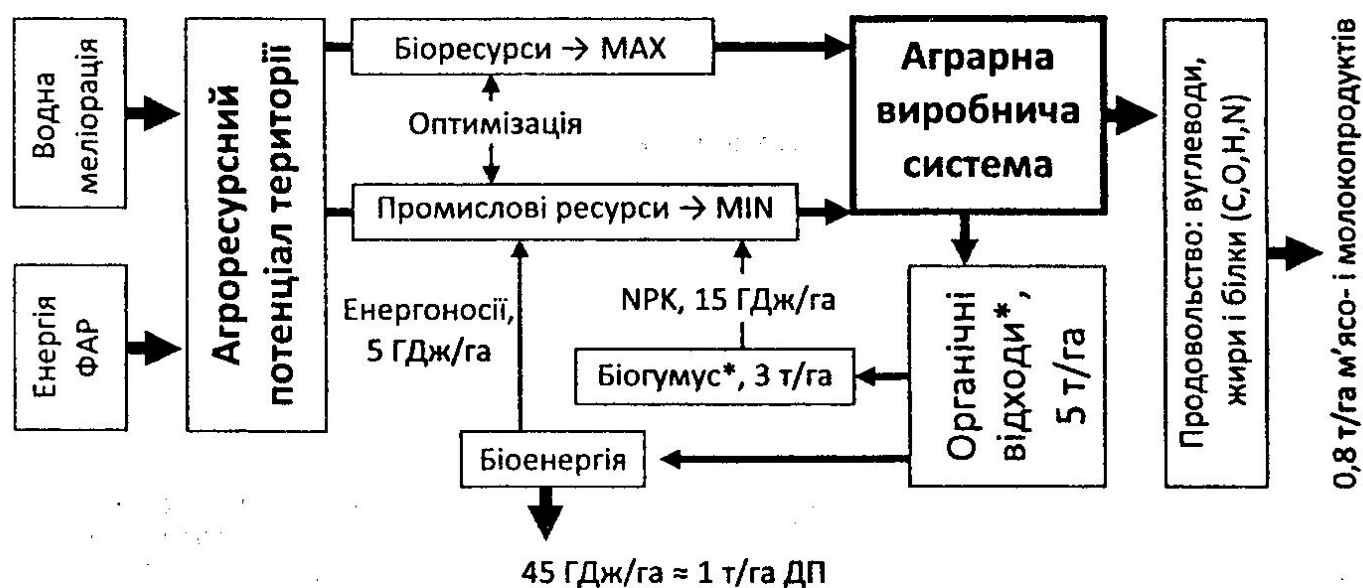 Водна
меліорація
Енергія
ФАР
Агроресурсний
потенціал території
Біоресурси → MAX
Оптимізація
Промислові ресурси → MIN
Енергоносії,
5 ГДж/га
NPK, 15 ГДж/га
Біогумус*, 3 т/га
Біоенергія
45 ГДж/га ≈ 1 т/га ДП
Аграрна
виробнича
система
Органічні
відходи*,
5 т/га
Продовольство: вуглеводи,
жири і білки (C,O,H,N)
0,8 т/га м’ясо- і молокопродуктів